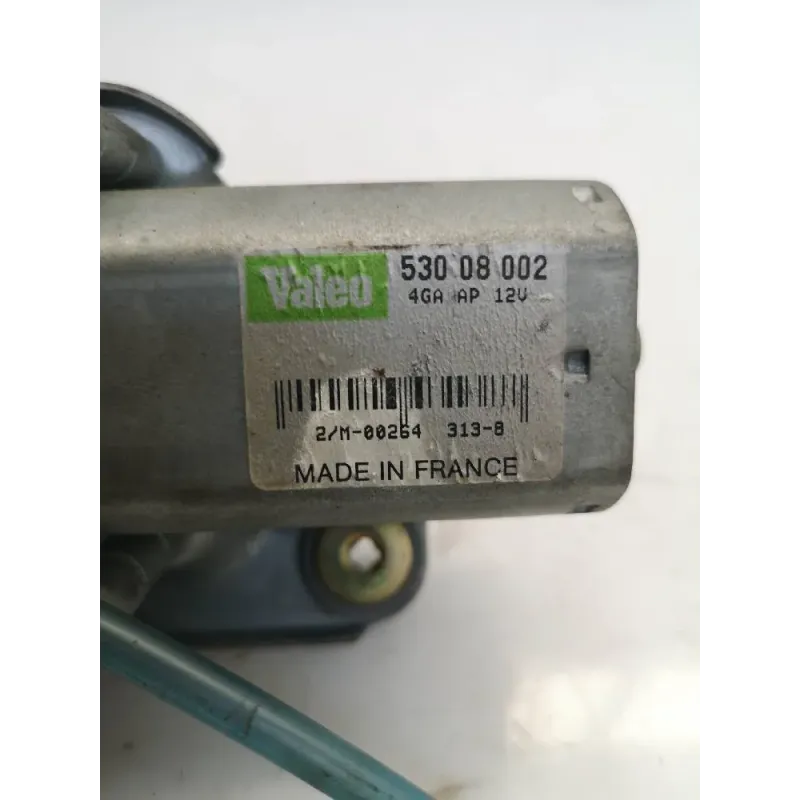 Valeo 530 08 002
4GA AP 12V
2/M-00264 313-8
MADE IN FRANCE